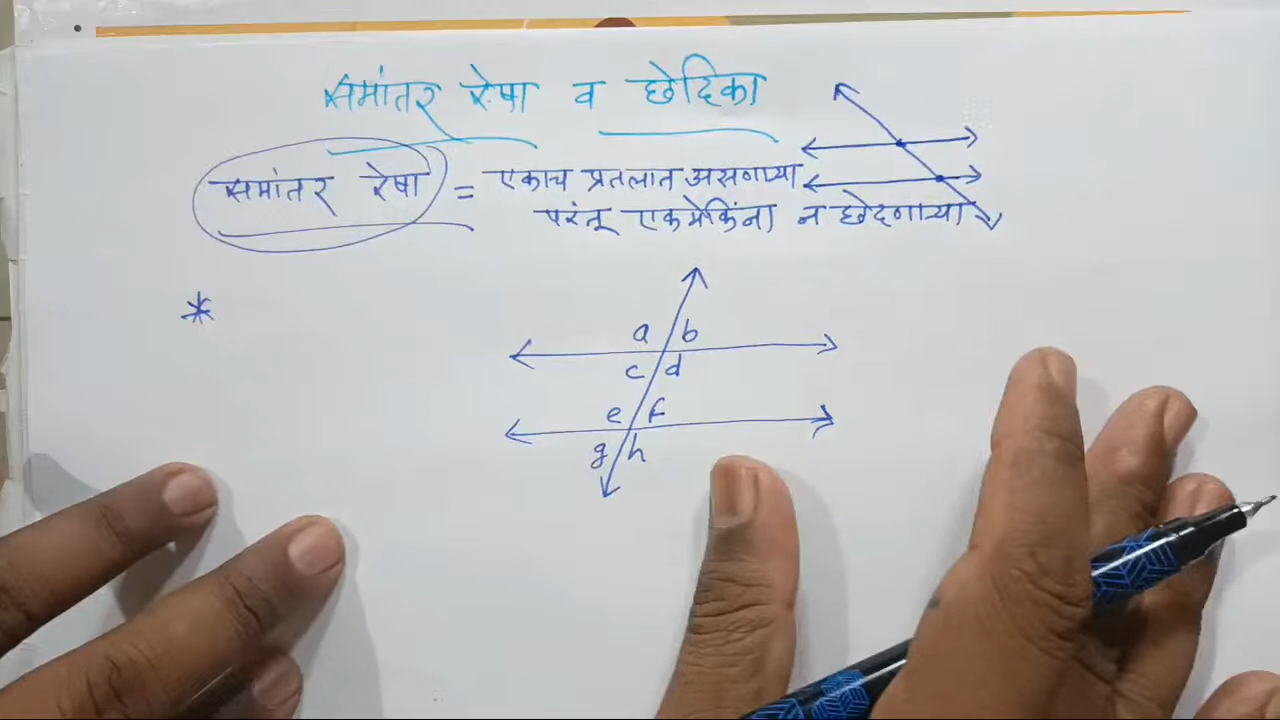 समांतर रेषा व छेदिका
समांतर रेषा = एकाच प्रतलात असणाऱ्या
परंतू एकमेकिंना न छेदणाऱ्या
*
a b
c d
e f
g h